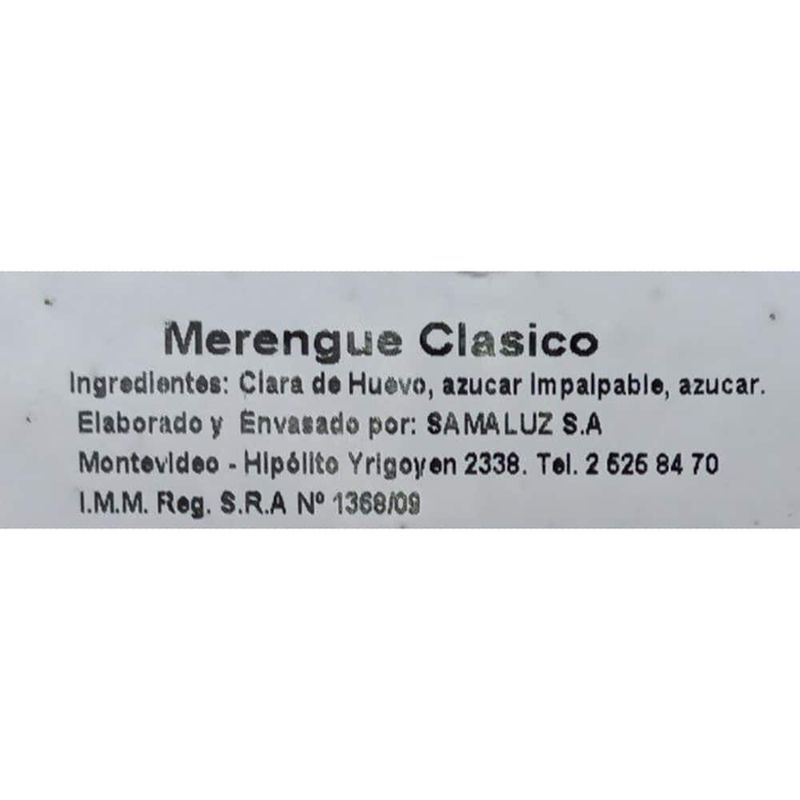 Merengue Clasico
Ingredientes: Clara de Huevo, azucar Impalpable, azucar.
Elaborado y Envasado por: SAMALUZ S.A
Montevideo - Hipólito Yrigoyen 2338. Tel. 2 525 84 70
I.M.M. Reg. S.R.A Nº 1368/09